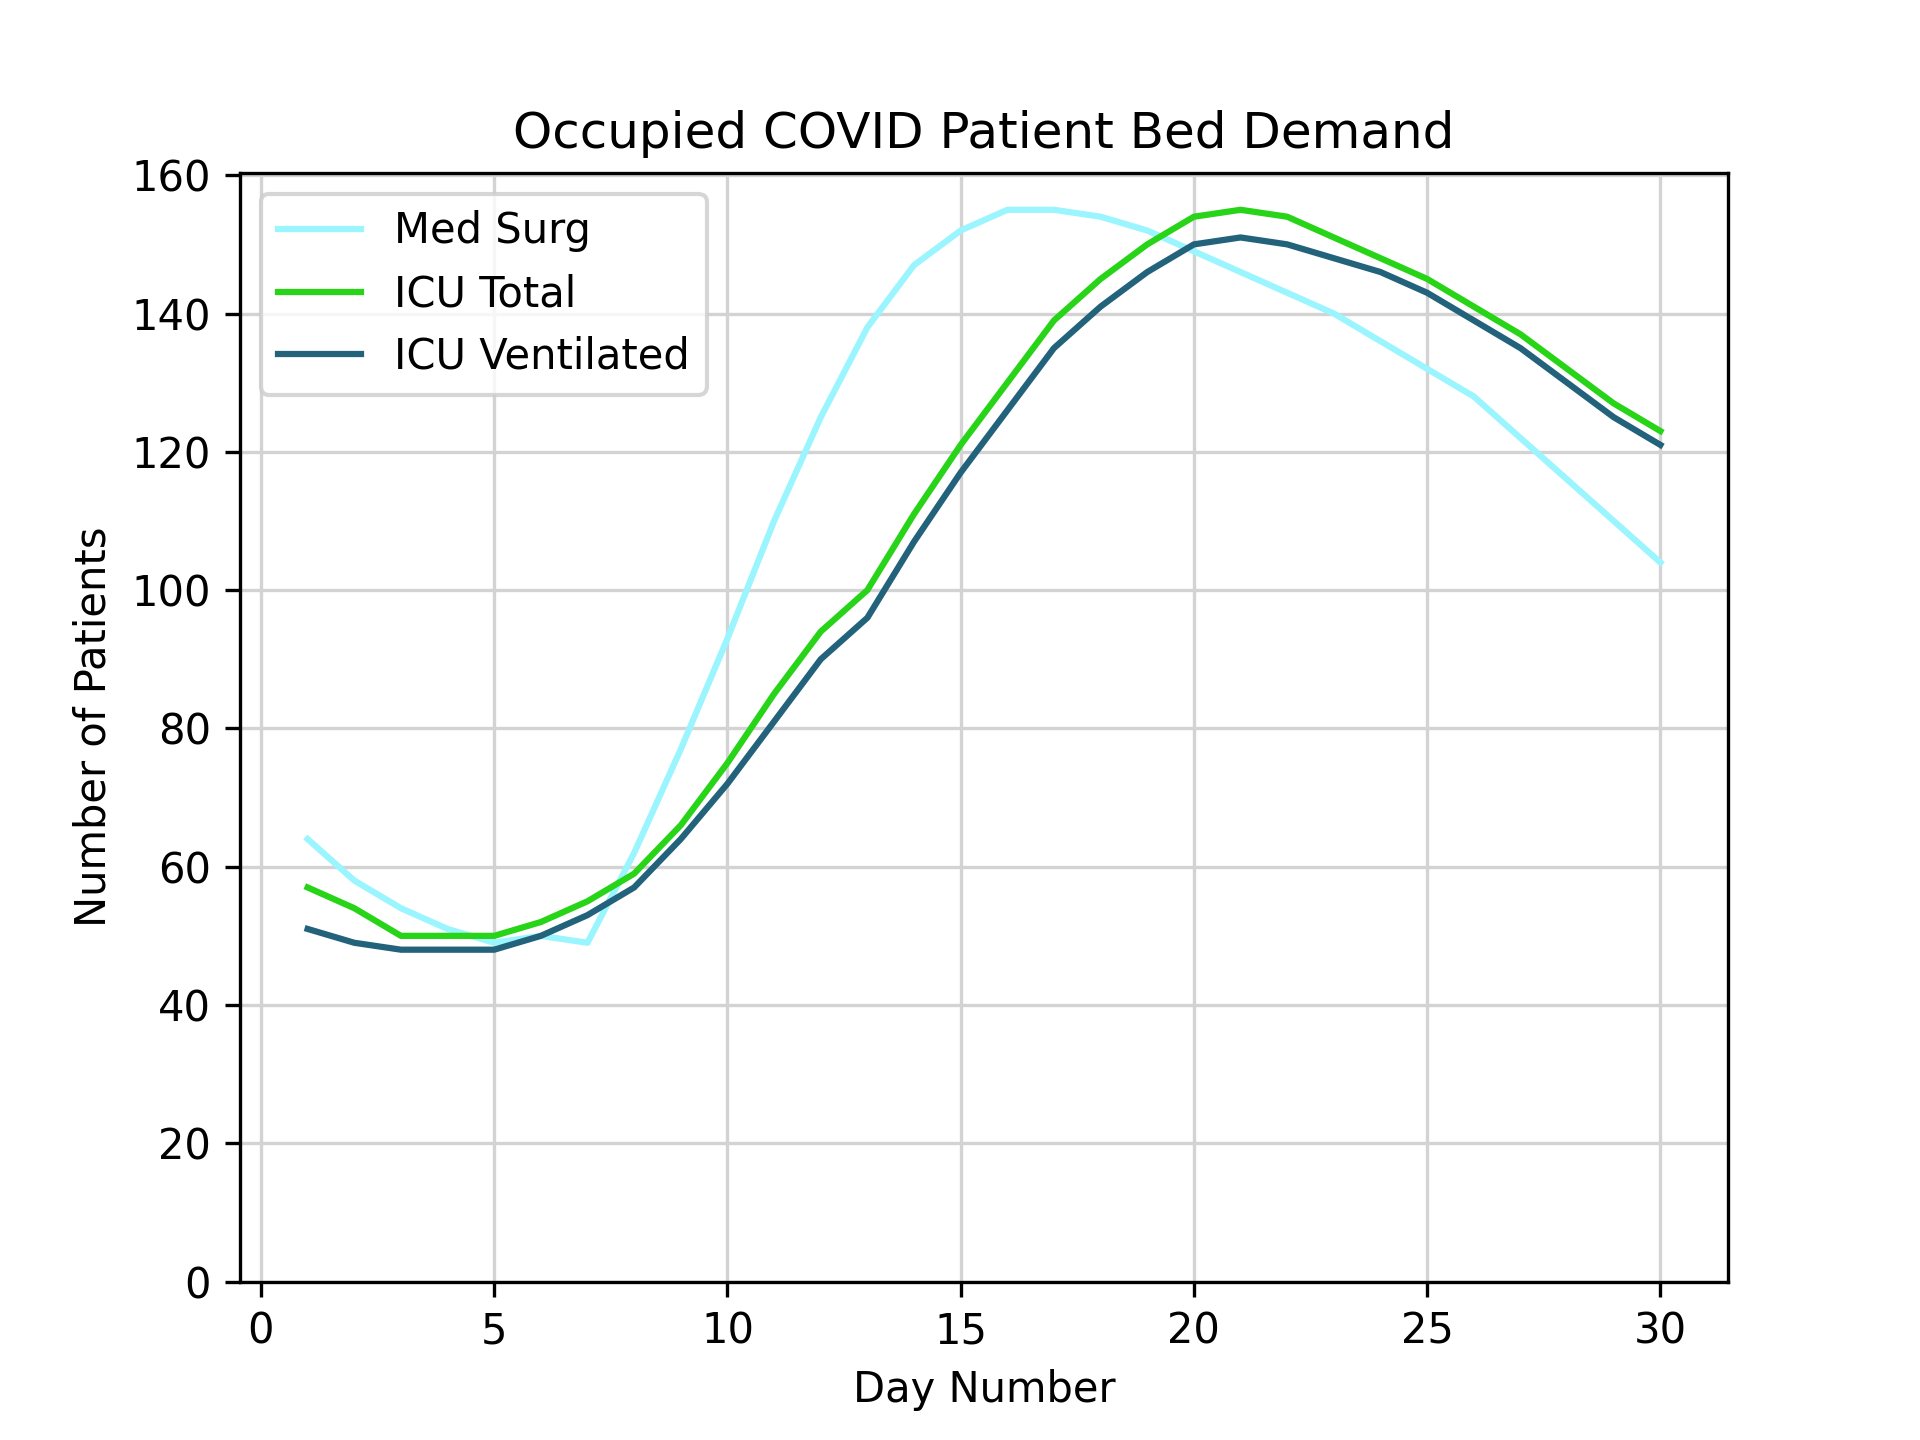 Occupied COVID Patient Bed Demand
160
140
120
100
80
60
40
20
0
Number of Patients
Med Surg
ICU Total
ICU Ventilated
0 5 10 15 20 25 30
Day Number